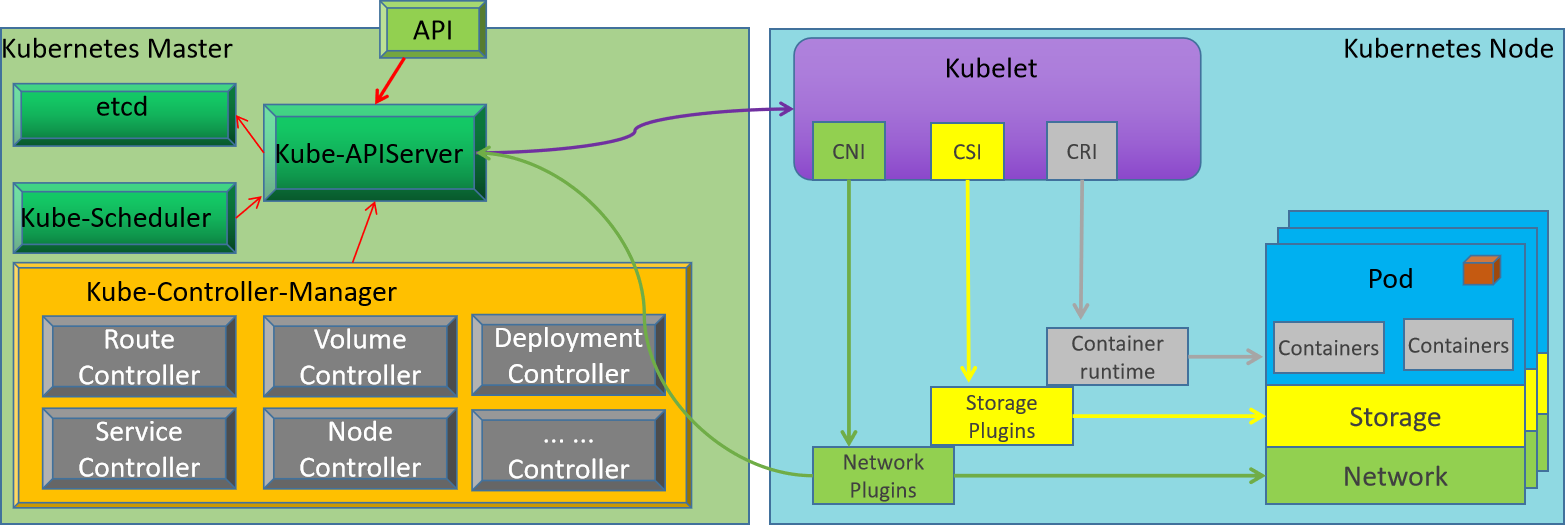 API
Kubernetes Master
etcd
Kube-APIServer
Kube-Scheduler
Kube-Controller-Manager
Route
Controller
Volume
Controller
Deployment
Controller
Service
Controller
Node
Controller
... ...
Controller
Kubernetes Node
Kubelet
CNI
CSI
CRI
Container
runtime
Storage
Plugins
Network
Plugins
Pod
Containers
Containers
Storage
Network